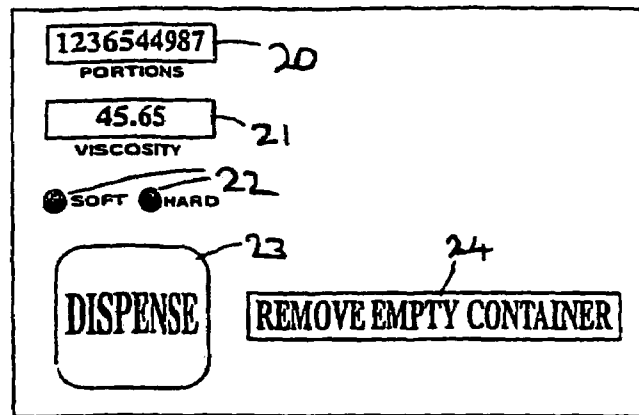 1236544987 20
PORTIONS
45.65 21
VISCOSITY
22
SOFT HARD
23 24
DISPENSE REMOVE EMPTY CONTAINER